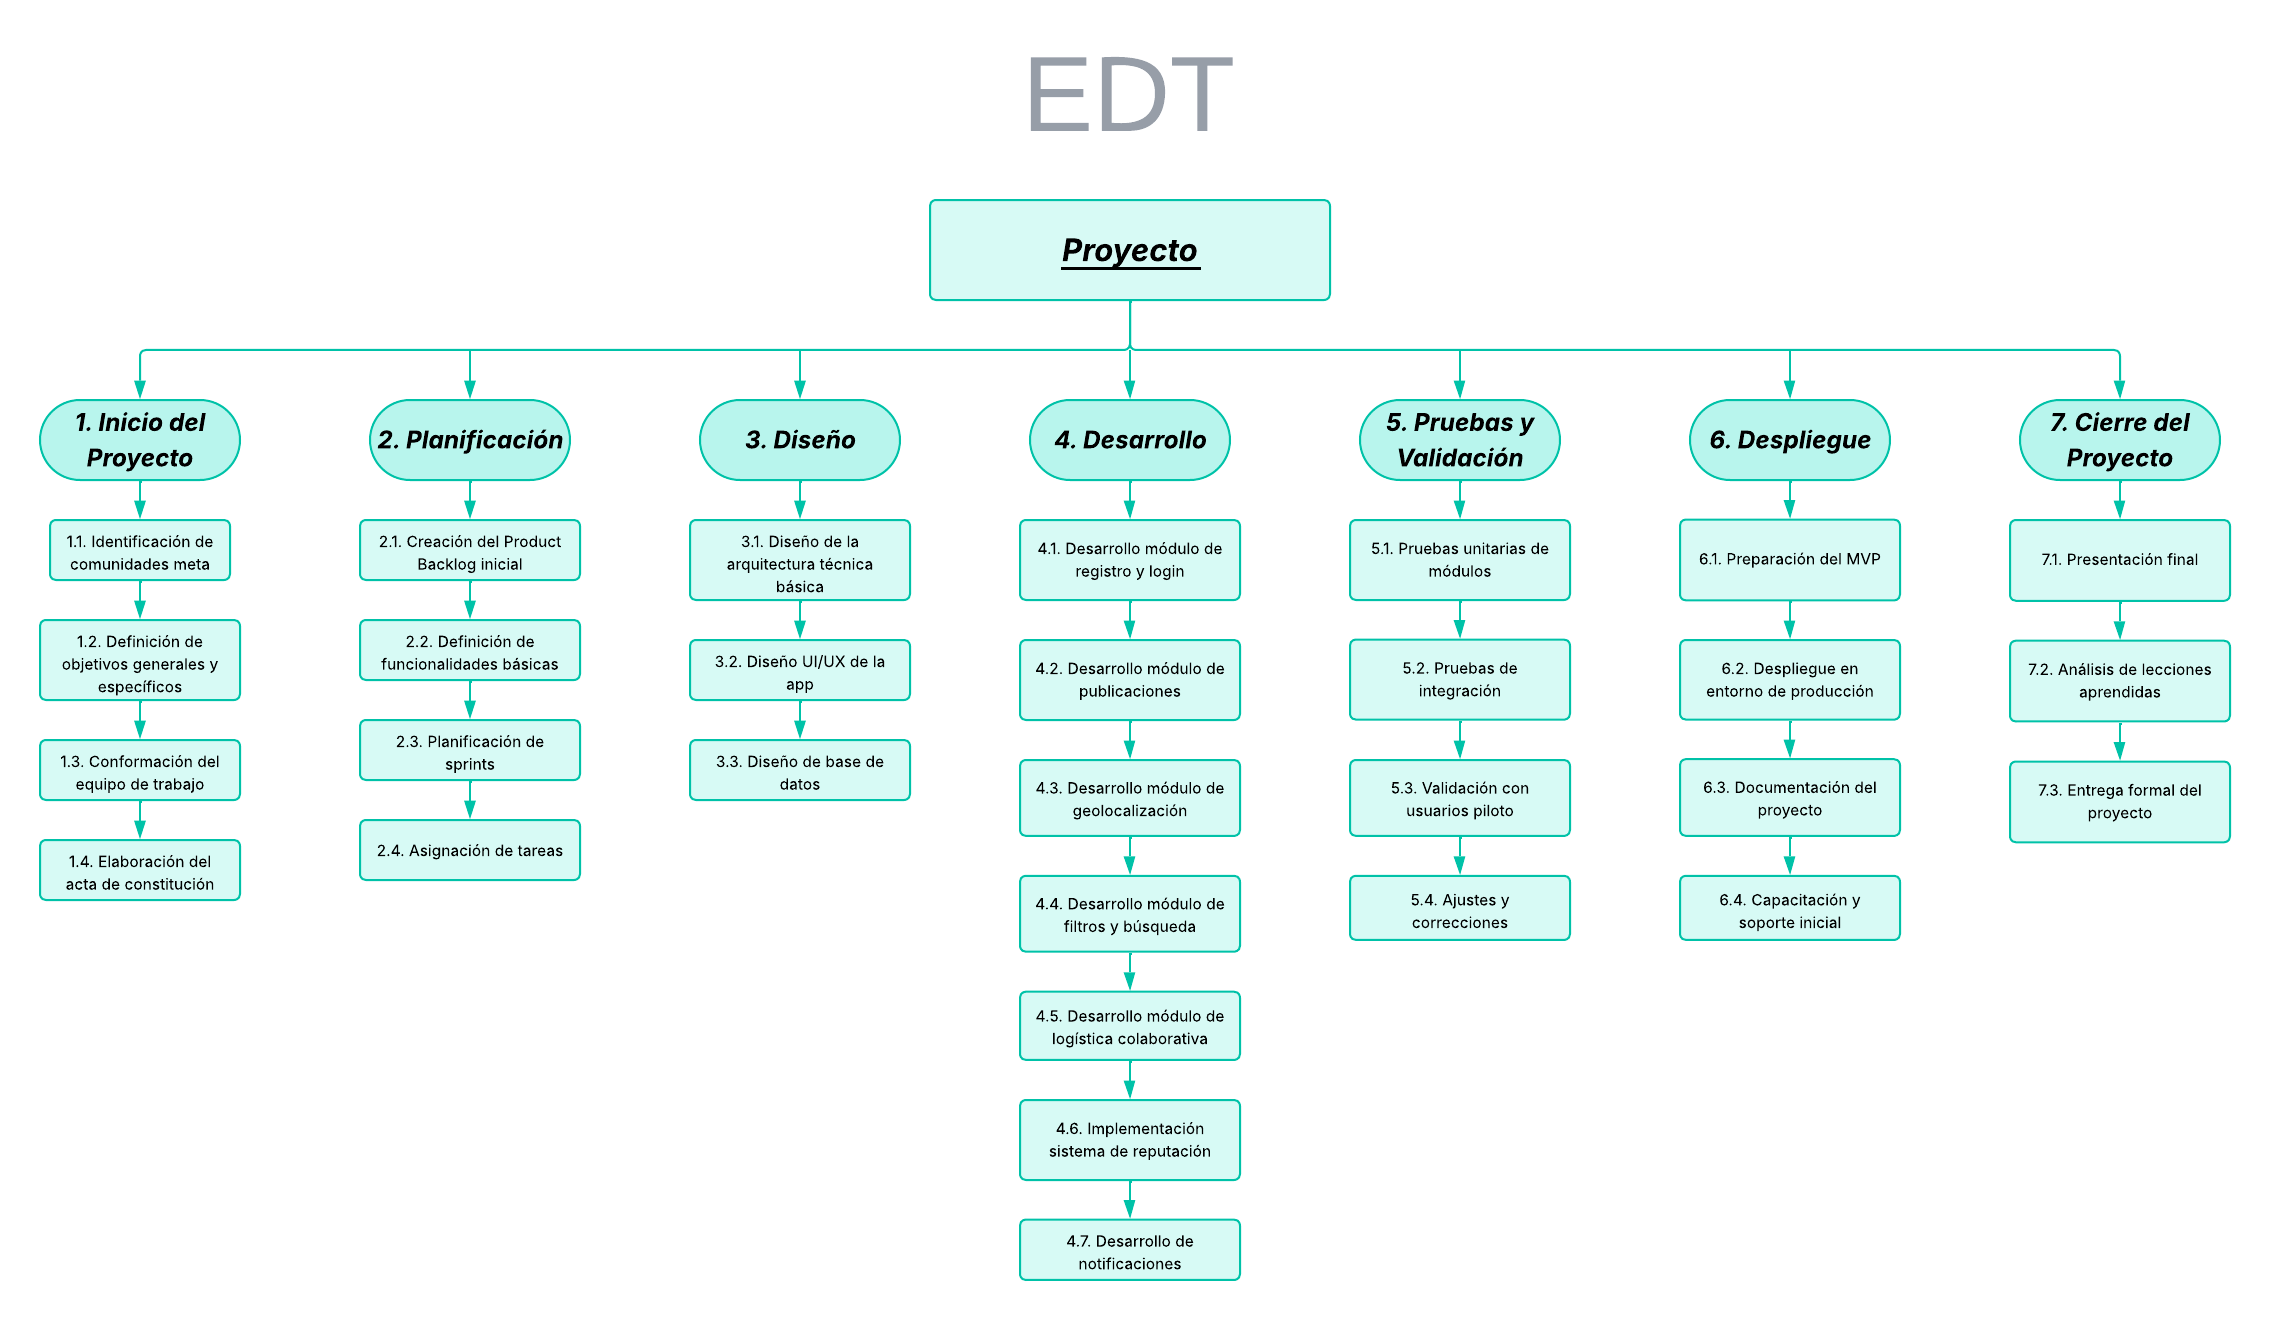 EDT
Proyecto
1. Inicio del
Proyecto
1.1. Identificación de
comunidades meta
1.2. Definición de
objetivos generales y
específicos
1.3. Conformación del
equipo de trabajo
1.4. Elaboración del
acta de constitución
2. Planificación
2.1. Creación del Product
Backlog inicial
2.2. Definición de
funcionalidades básicas
2.3. Planificación de
sprints
2.4. Asignación de tareas
3. Diseño
3.1. Diseño de la
arquitectura técnica
básica
3.2. Diseño UI/UX de la
app
3.3. Diseño de base de
datos
4. Desarrollo
4.1. Desarrollo módulo de
registro y login
4.2. Desarrollo módulo de
publicaciones
4.3. Desarrollo módulo de
geolocalización
4.4. Desarrollo módulo de
filtros y búsqueda
4.5. Desarrollo módulo de
logística colaborativa
4.6. Implementación
sistema de reputación
4.7. Desarrollo de
notificaciones
5. Pruebas y
Validación
5.1. Pruebas unitarias de
módulos
5.2. Pruebas de
integración
5.3. Validación con
usuarios piloto
5.4. Ajustes y
correcciones
6. Despliegue
6.1. Preparación del MVP
6.2. Despliegue en
entorno de producción
6.3. Documentación del
proyecto
6.4. Capacitación y
soporte inicial
7. Cierre del
Proyecto
7.1. Presentación final
7.2. Análisis de lecciones
aprendidas
7.3. Entrega formal del
proyecto